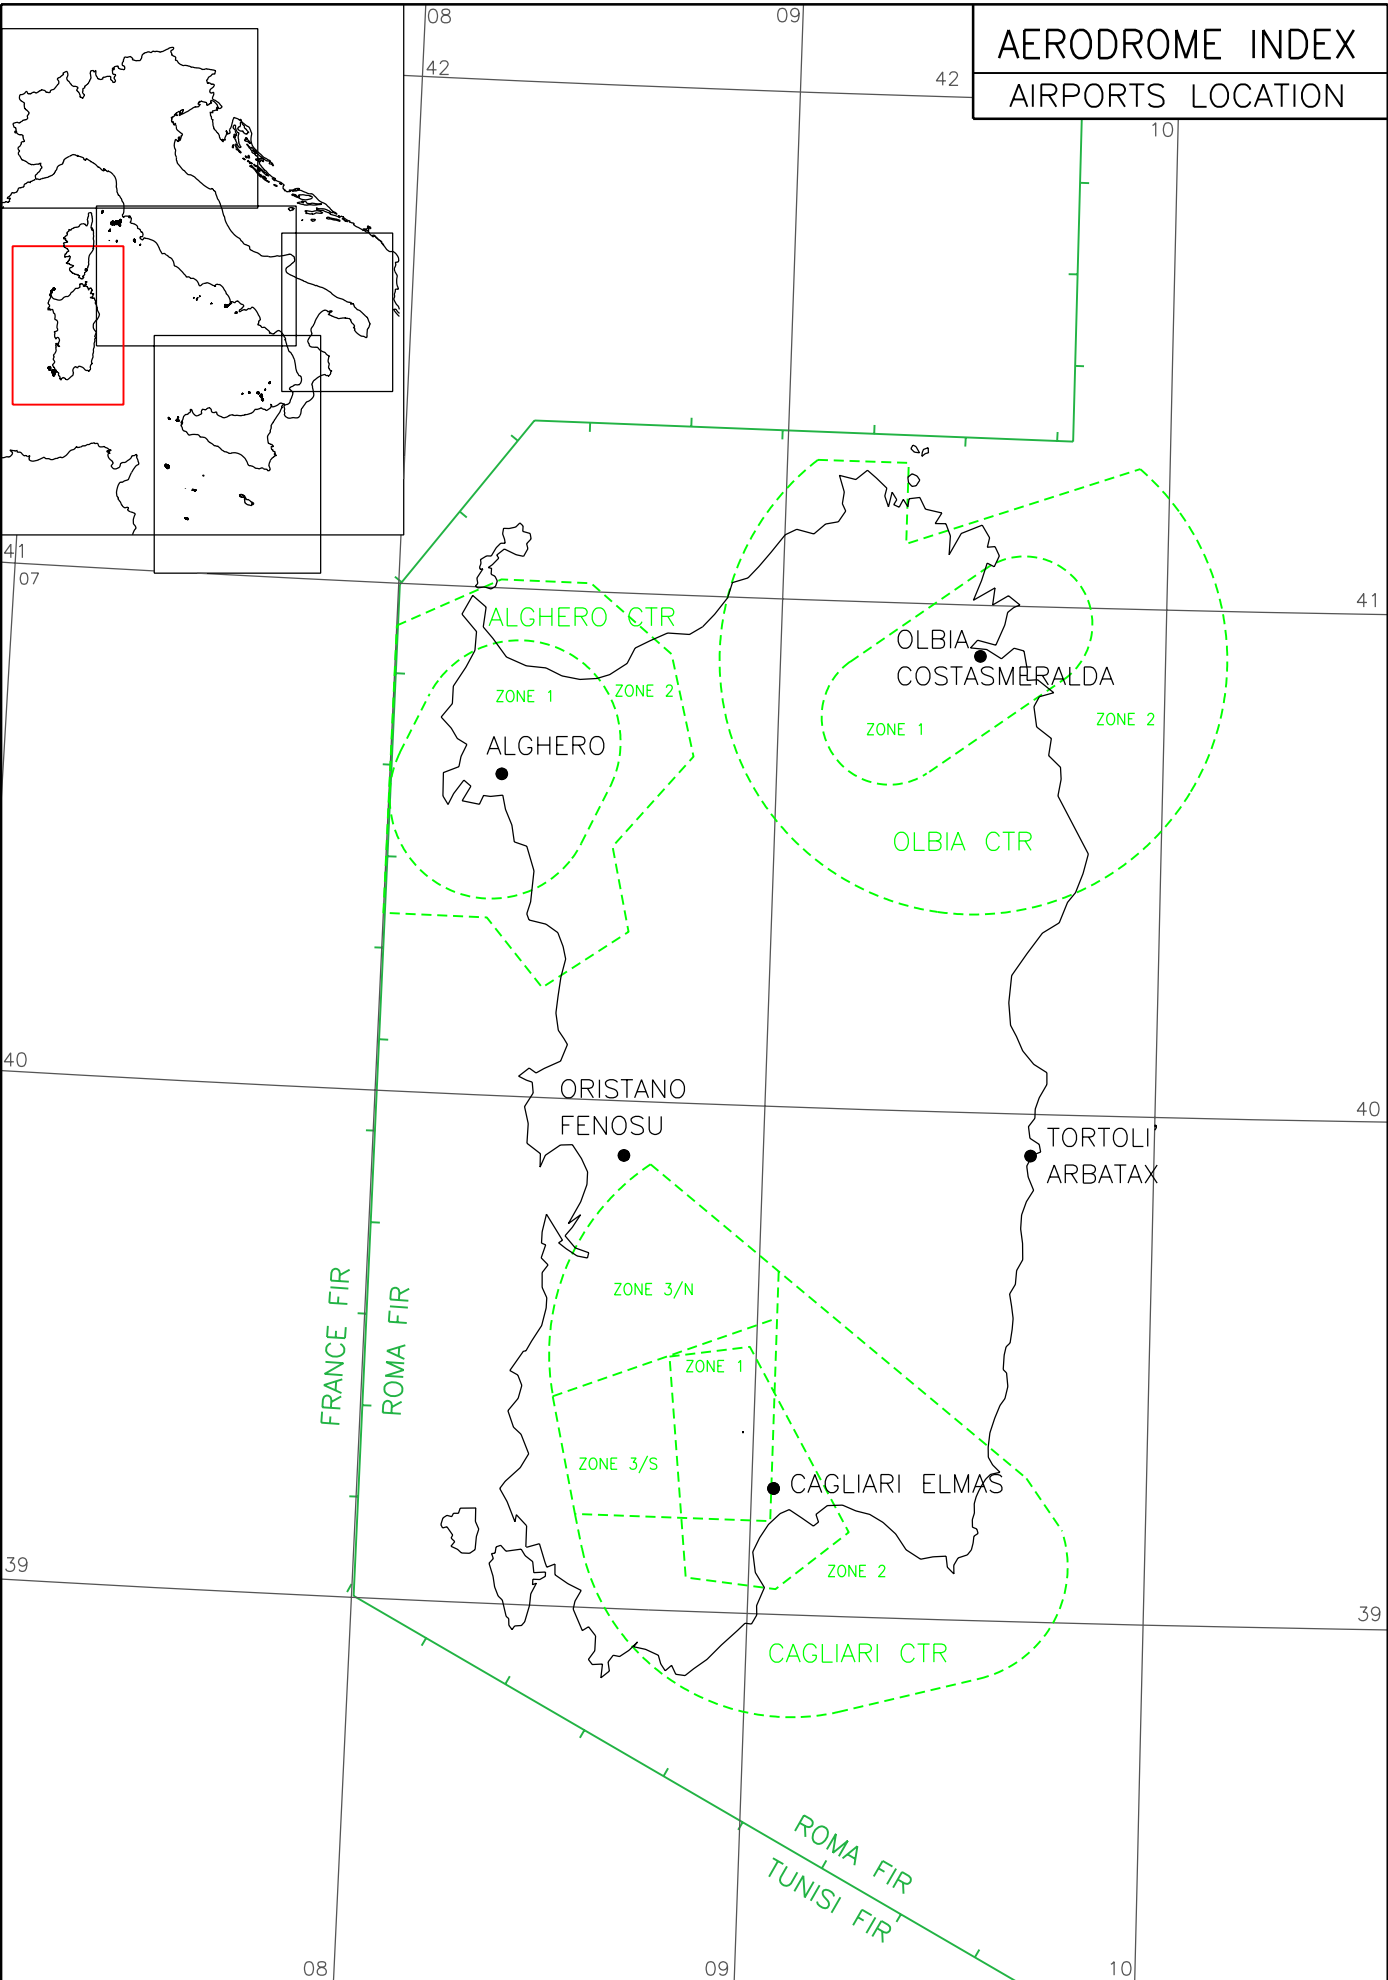 AERODROME INDEX
AIRPORTS LOCATION
08
09
42
42
10
41
07
41
ALGHERO CTR
OLBIA
COSTASMERALDA
ZONE 1
ZONE 2
ZONE 1
ZONE 2
ALGHERO
OLBIA CTR
40
40
ORISTANO
FENOSU
TORTOLI'
ARBATAX
FRANCE FIR
ROMA FIR
ZONE 3/N
ZONE 1
ZONE 3/S
CAGLIARI ELMAS
39
ZONE 2
39
CAGLIARI CTR
ROMA FIR
TUNISI FIR
08
09
10